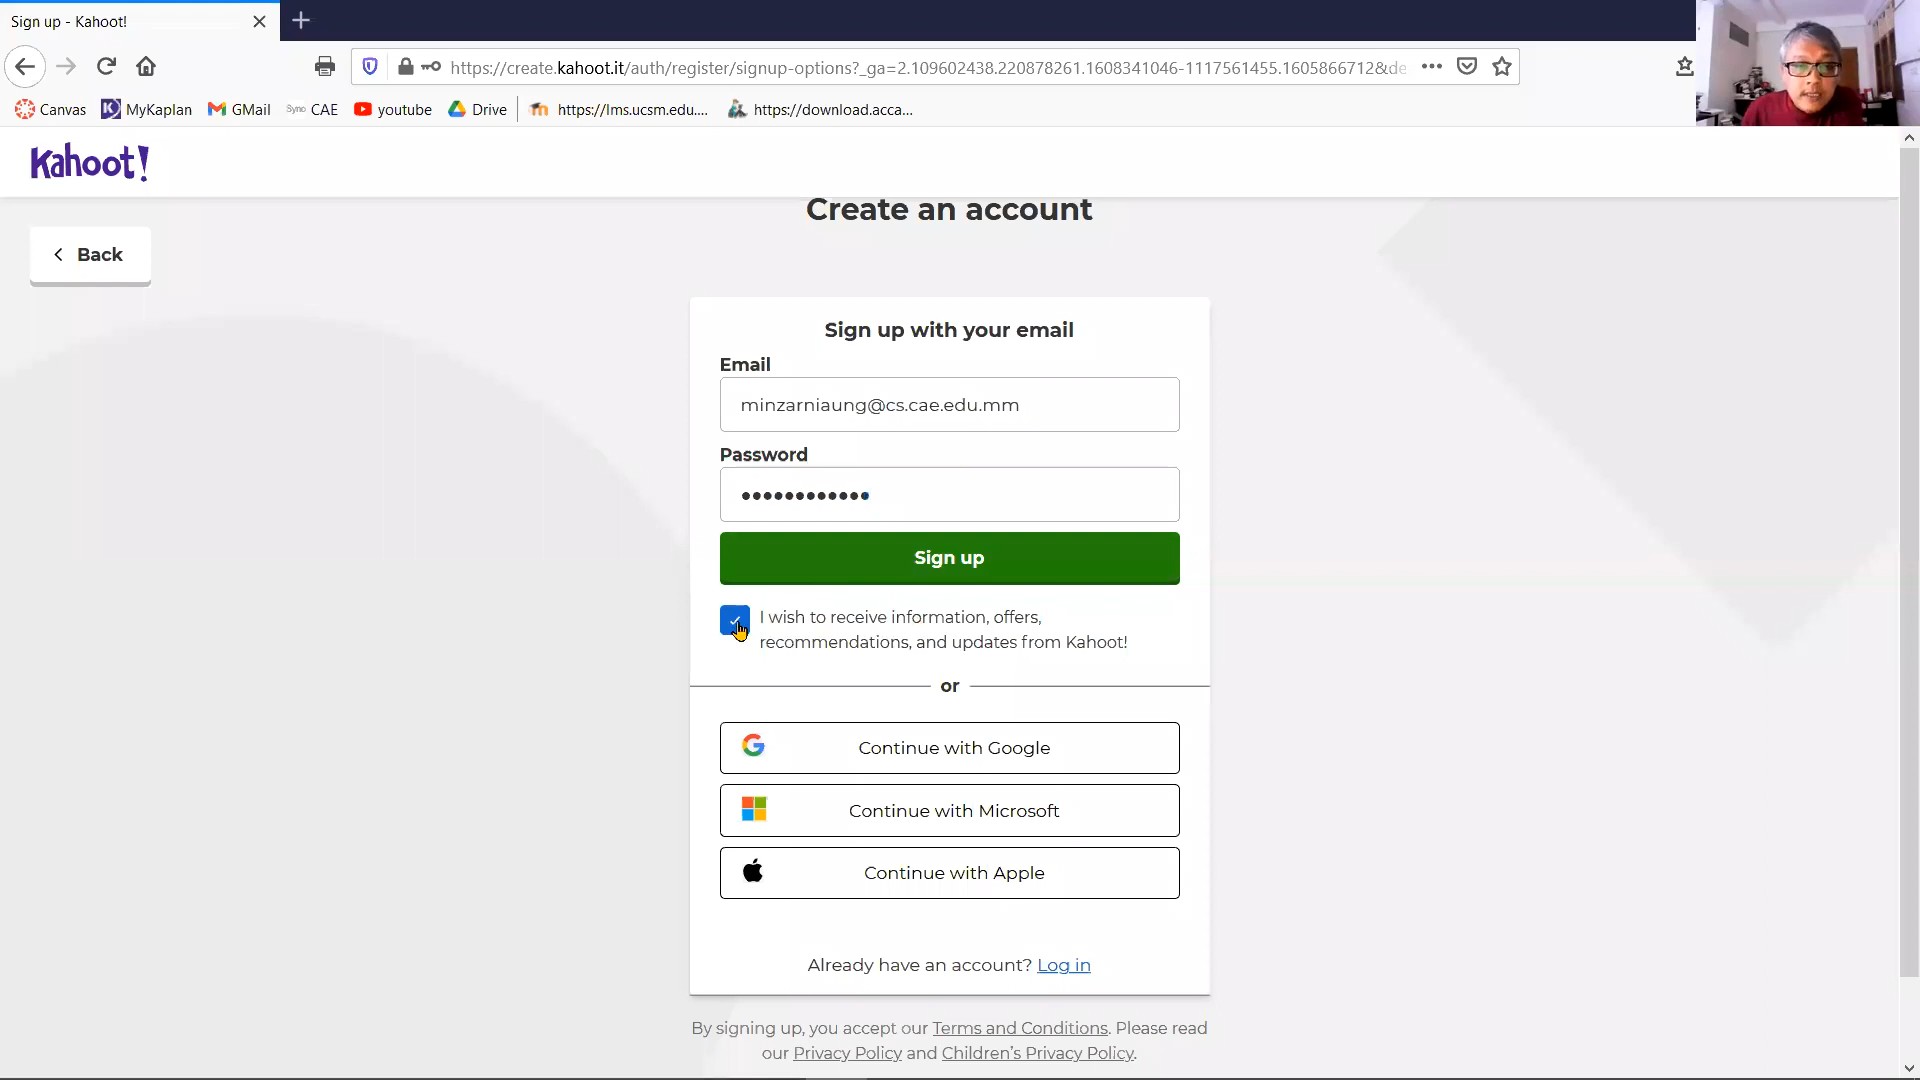 Sign up - Kahoot!
https://create.kahoot.it/auth/register/signup-options?_ga=2.109602438.220878261.1608341046-1117561455.1605866712&de
Canvas MyKaplan GMail Sync CAE youtube Drive https://lms.ucsm.edu.... https://download.acca...
Kahoot!
Create an account
Back
Sign up with your email
Email
minzarniaung@cs.cae.edu.mm
Password
••••••••••••
Sign up
I wish to receive information, offers,
recommendations, and updates from Kahoot!
or
Continue with Google
Continue with Microsoft
Continue with Apple
Already have an account? Log in
By signing up, you accept our Terms and Conditions. Please read
our Privacy Policy and Children's Privacy Policy.